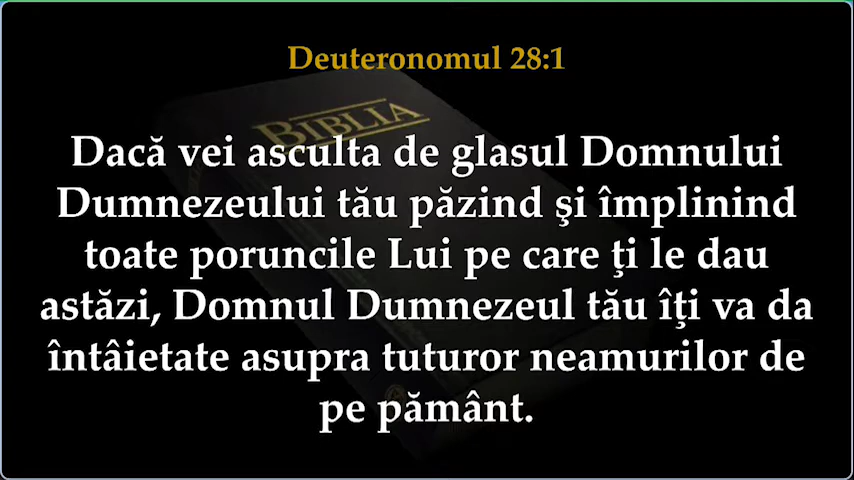 Deuteronomul 28:1
BIBLIA
Dacă vei asculta de glasul Domnului
Dumnezeului tău păzind şi împlinind
toate poruncile Lui pe care ţi le dau
astăzi, Domnul Dumnezeul tău îţi va da
întâietate asupra tuturor neamurilor de
pe pământ.